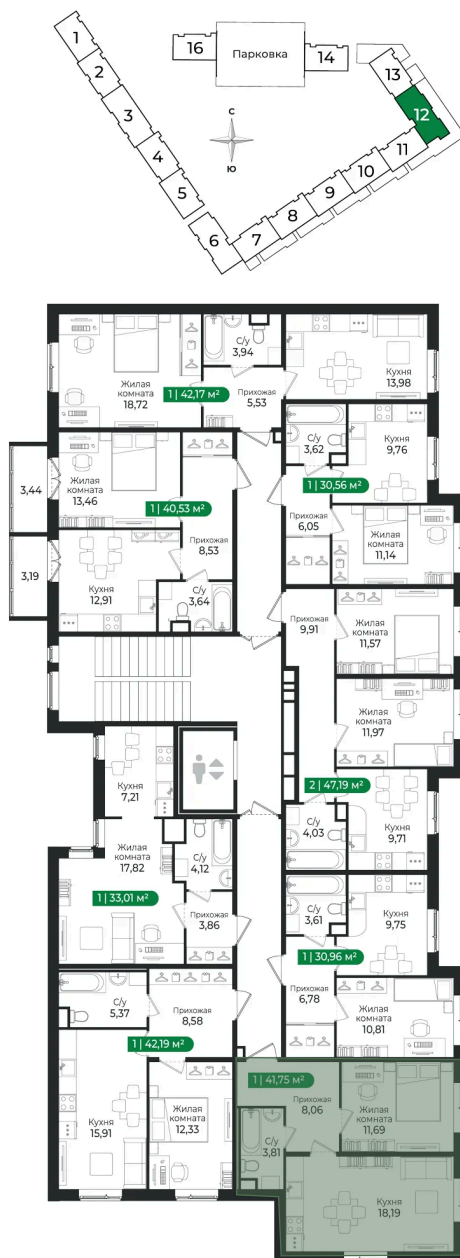 1
2
3
4
5
6
7
8
9
10
11
12
13
14
16
Парковка
с
ю
Жилая
комната
18,72
С/у
3,94
1 | 42,17 м²
Прихожая
5,53
Кухня
13,98
3,44
Жилая
комната
13,46
1 | 40,53 м²
8,53
Прихожая
3,19
Кухня
12,91
С/у
3,64
С/у
3,62
Кухня
9,76
1 | 30,56 м²
Прихожая
6,05
Жилая
комната
11,14
Прихожая
9,91
Жилая
комната
11,57
Жилая
комната
11,97
2 | 47,19 м²
С/у
4,03
Кухня
9,71
Кухня
7,21
Жилая
комната
17,82
С/у
4,12
1 | 33,01 м²
Прихожая
3,86
С/у
3,61
Кухня
9,75
1 | 30,96 м²
Прихожая
6,78
Жилая
комната
10,81
С/у
5,37
Прихожая
8,58
1 | 42,19 м²
Кухня
15,91
Жилая
комната
12,33
1 | 41,75 м²
Прихожая
8,06
Жилая
комната
11,69
С/у
3,81
Кухня
18,19